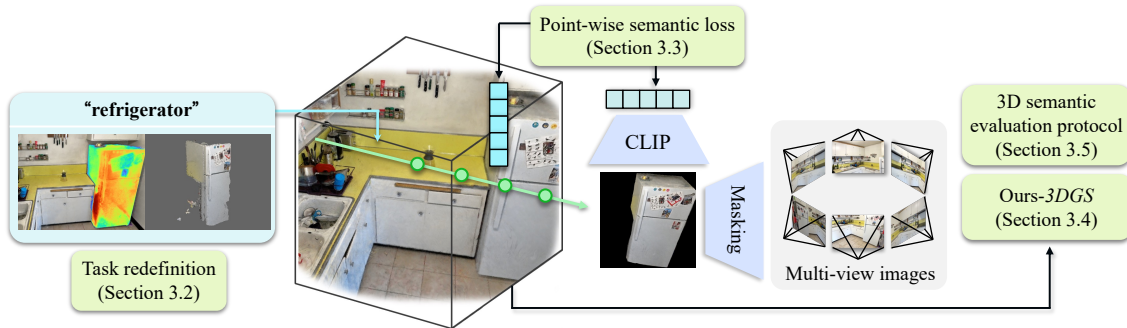 Point-wise semantic loss
(Section 3.3)
“refrigerator”
CLIP
Masking
Multi-view images
3D semantic
evaluation protocol
(Section 3.5)
Ours-3DGS
(Section 3.4)
Task redefinition
(Section 3.2)